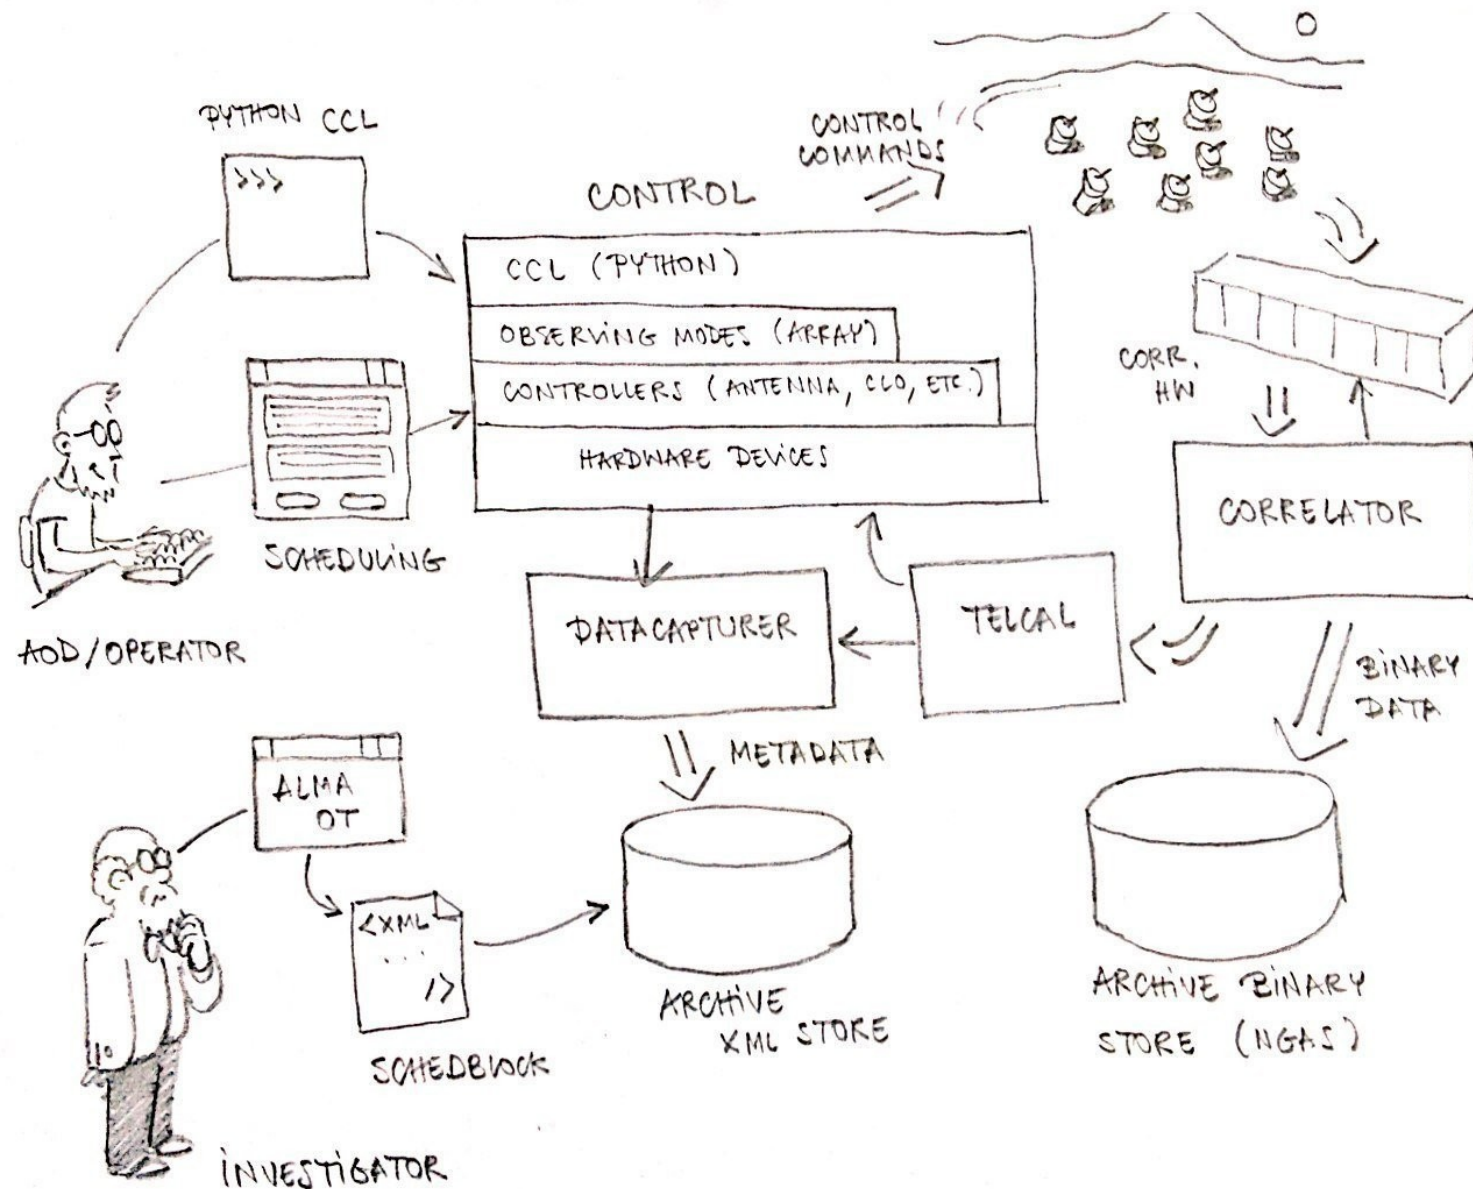 PYTHON CCL
>>>
CONTROL
COMMANDS
CONTROL
CCL (PYTHON)
OBSERVING MODES (ARRAY)
CONTROLLERS (ANTENNA, CLO, ETC.)
HARDWARE DEVICES
CORR.
HW
CORRELATOR
SCHEDULING
AOD/OPERATOR
DATACAPTURER
TELCAL
BINARY
DATA
METADATA
ALMA
OT
<XML
...
/>
SCHEDBLOCK
ARCHIVE
XML STORE
ARCHIVE BINARY
STORE (NGAS)
INVESTIGATOR